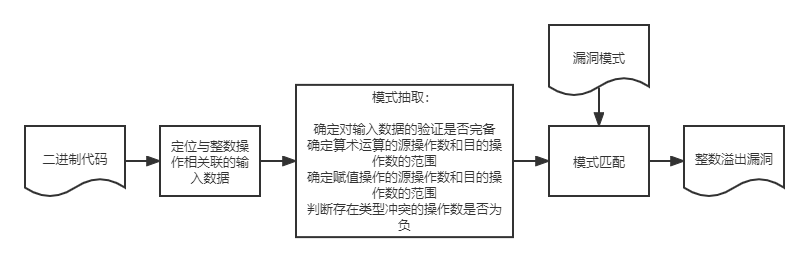 漏洞模式
模式抽取：
确定对输入数据的验证是否完备
确定算术运算的源操作数和目的操
作数的范围
确定赋值操作的源操作数和目的操
作数的范围
判断存在类型冲突的操作数是否为
负
二进制代码
定位与整数操
作相关联的输
入数据
模式匹配
整数溢出漏洞